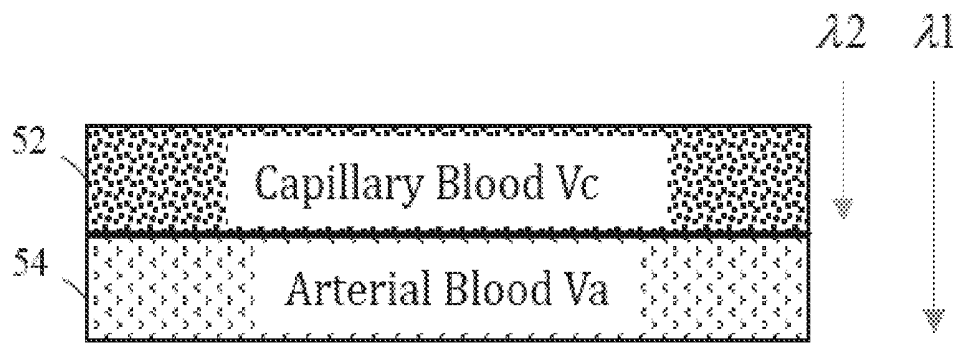 λ2 λ1
52
Capillary Blood Vc
54
Arterial Blood Va